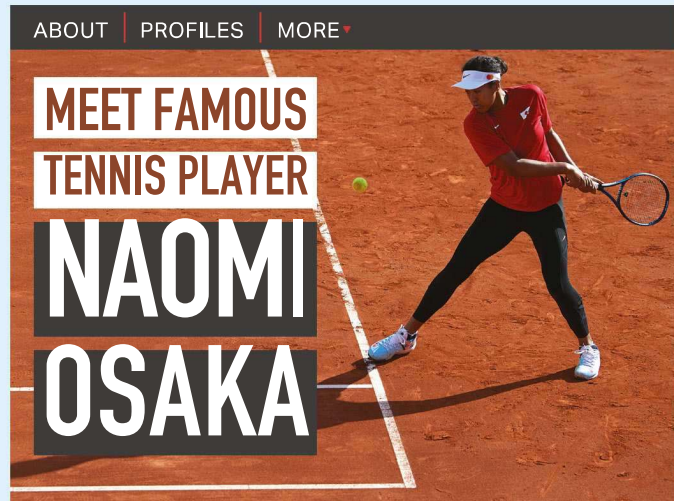 ABOUT PROFILES MORE
MEET FAMOUS
TENNIS PLAYER
NAOMI
OSAKA